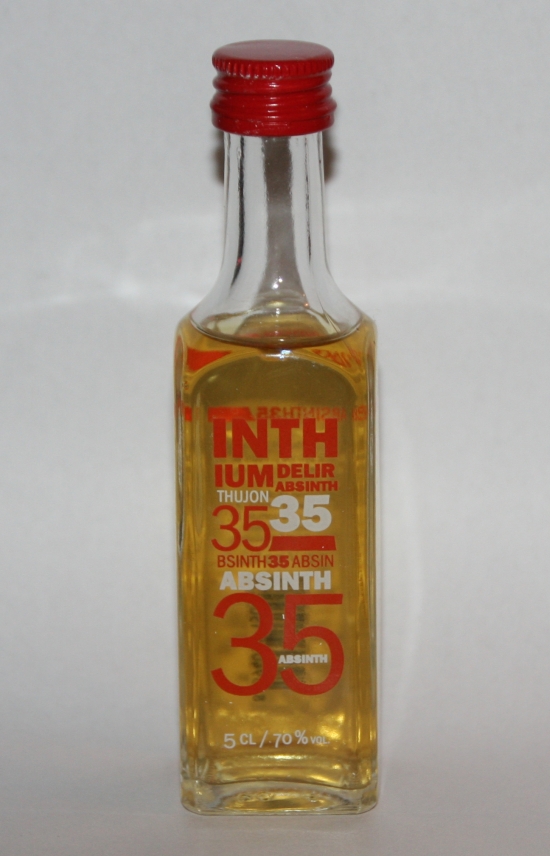 INTH
IUM DELIR
ABSINTH
THUJON
35 35
BSINTH 35 ABSIN
ABSINTH
35
ABSINTH
5 CL / 70 % VOL.